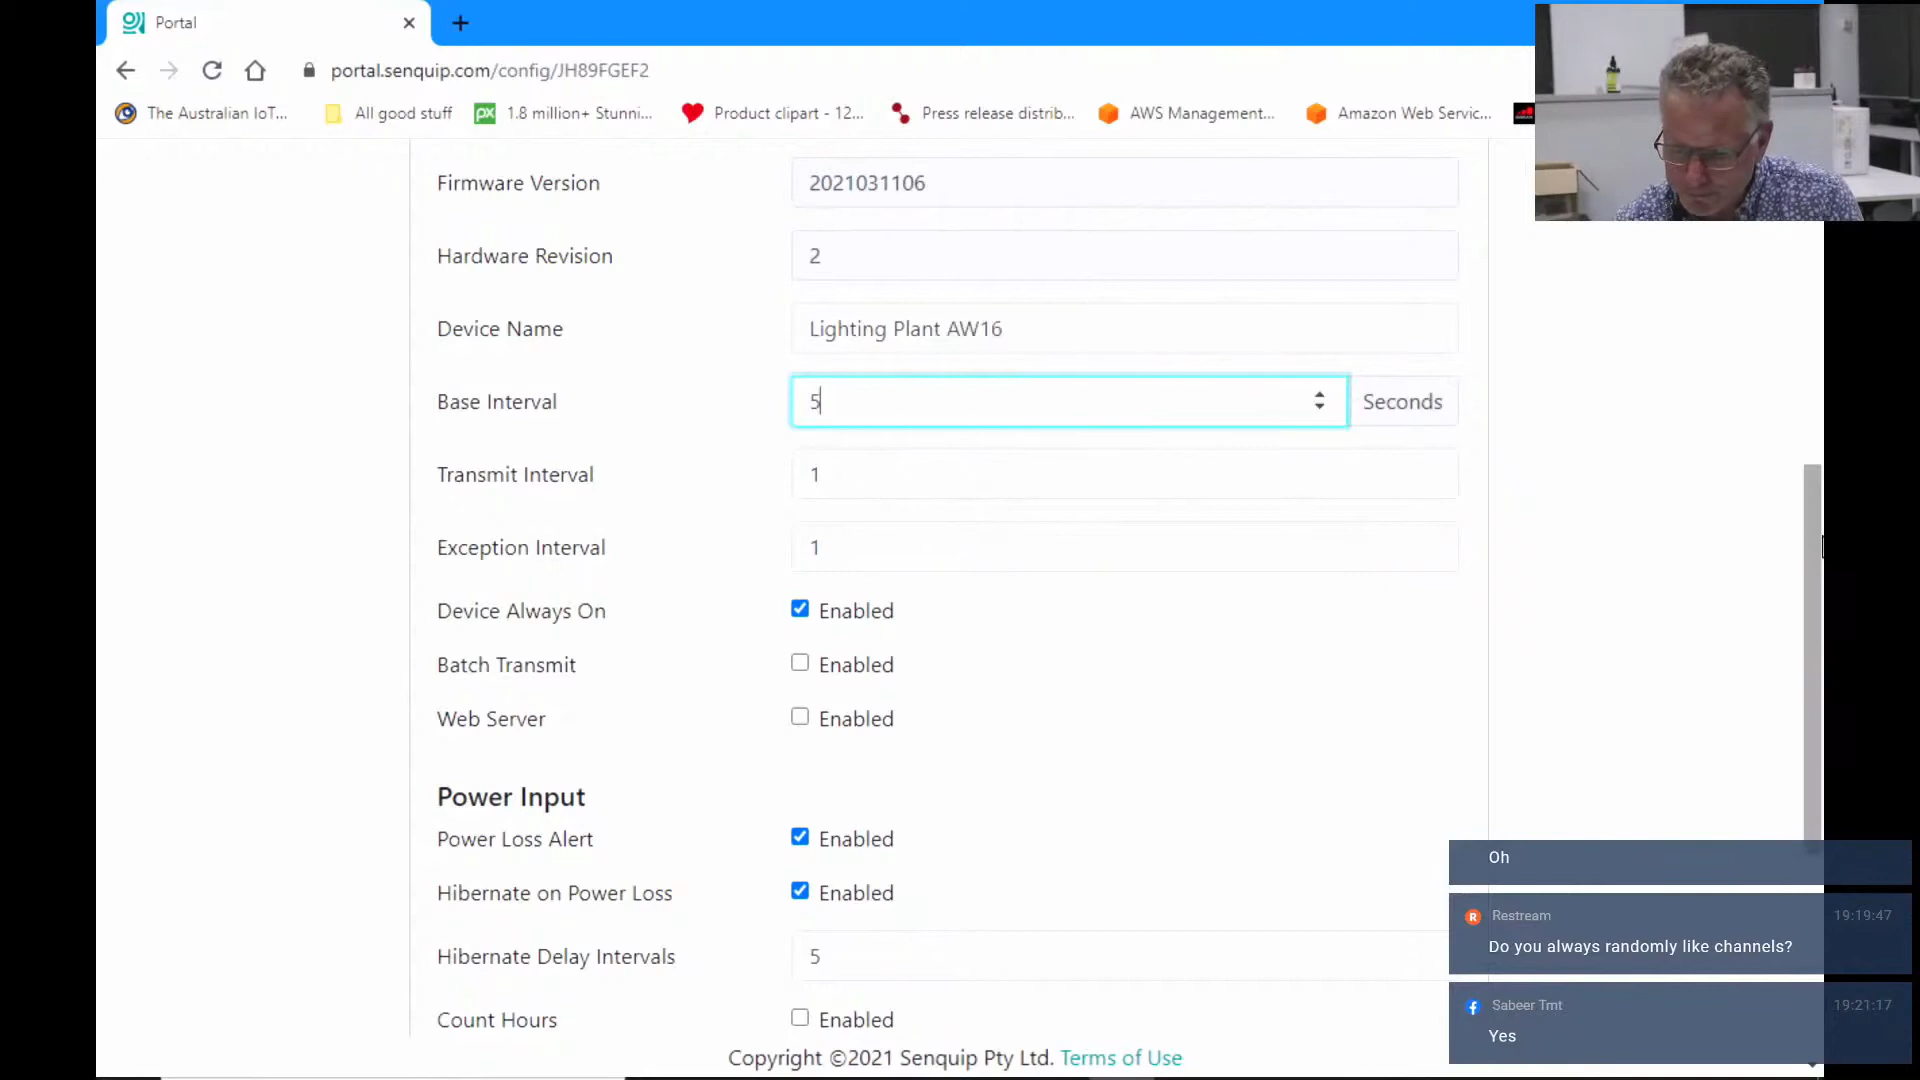 Portal
portal.senquip.com/config/JH89FGEF2
The Australian IoT...
All good stuff
px
1.8 million+ Stunni...
Product clipart - 12...
Press release distrib...
AWS Management...
Amazon Web Servic...
Firmware Version
2021031106
Hardware Revision
2
Device Name
Lighting Plant AW16
Base Interval
5
Seconds
Transmit Interval
1
Exception Interval
1
Device Always On
Enabled
Batch Transmit
Enabled
Web Server
Enabled
Power Input
Power Loss Alert
Enabled
Hibernate on Power Loss
Enabled
Hibernate Delay Intervals
5
Count Hours
Enabled
Copyright ©2021 Senquip Pty Ltd. Terms of Use
Oh
R
Restream
19:19:47
Do you always randomly like channels?
Sabeer Tmt
19:21:17
Yes